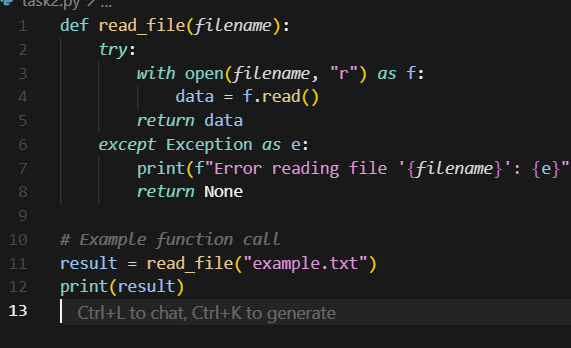 task2.py > ...
1 def read_file(filename):
2     try:
3         with open(filename, "r") as f:
4             data = f.read()
5         return data
6     except Exception as e:
7         print(f"Error reading file '{filename}': {e}"
8         return None
9
10 # Example function call
11 result = read_file("example.txt")
12 print(result)
13 Ctrl+L to chat, Ctrl+K to generate